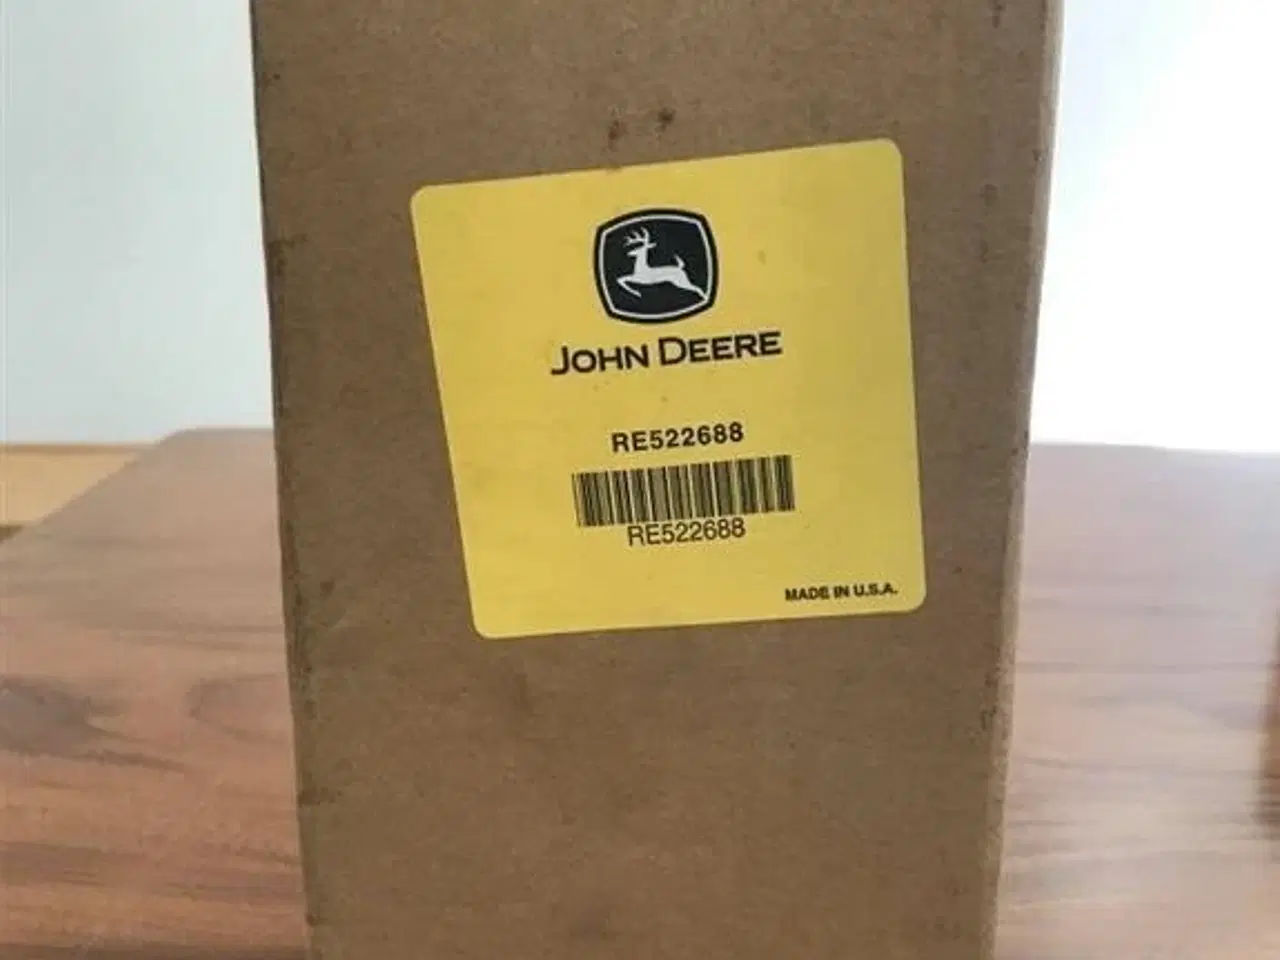 JOHN DEERE
RE522688
RE522688
MADE IN U.S.A.